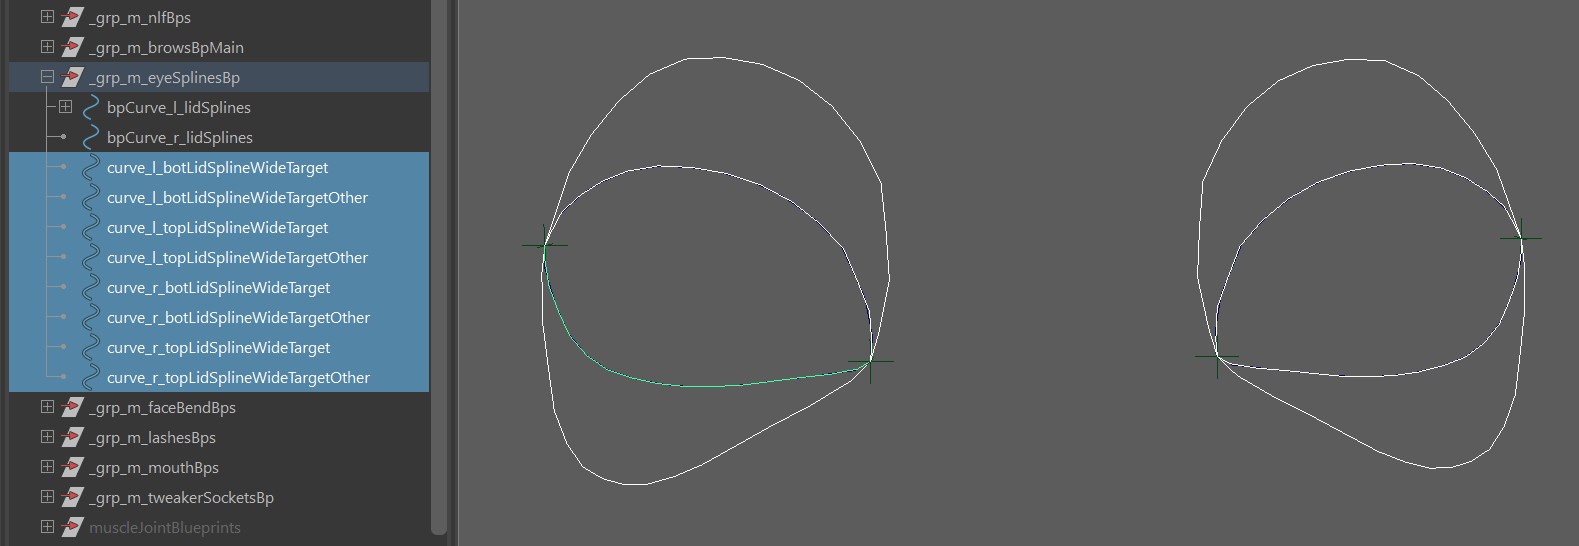 _grp_m_nlfBps
_grp_m_browsBpMain
_grp_m_eyeSplinesBp
bpCurve_l_lidSplines
bpCurve_r_lidSplines
curve_l_botLidSplineWideTarget
curve_l_botLidSplineWideTargetOther
curve_l_topLidSplineWideTarget
curve_l_topLidSplineWideTargetOther
curve_r_botLidSplineWideTarget
curve_r_botLidSplineWideTargetOther
curve_r_topLidSplineWideTarget
curve_r_topLidSplineWideTargetOther
_grp_m_faceBendBps
_grp_m_lashesBps
_grp_m_mouthBps
_grp_m_tweakerSocketsBp
muscleJointBlueprints